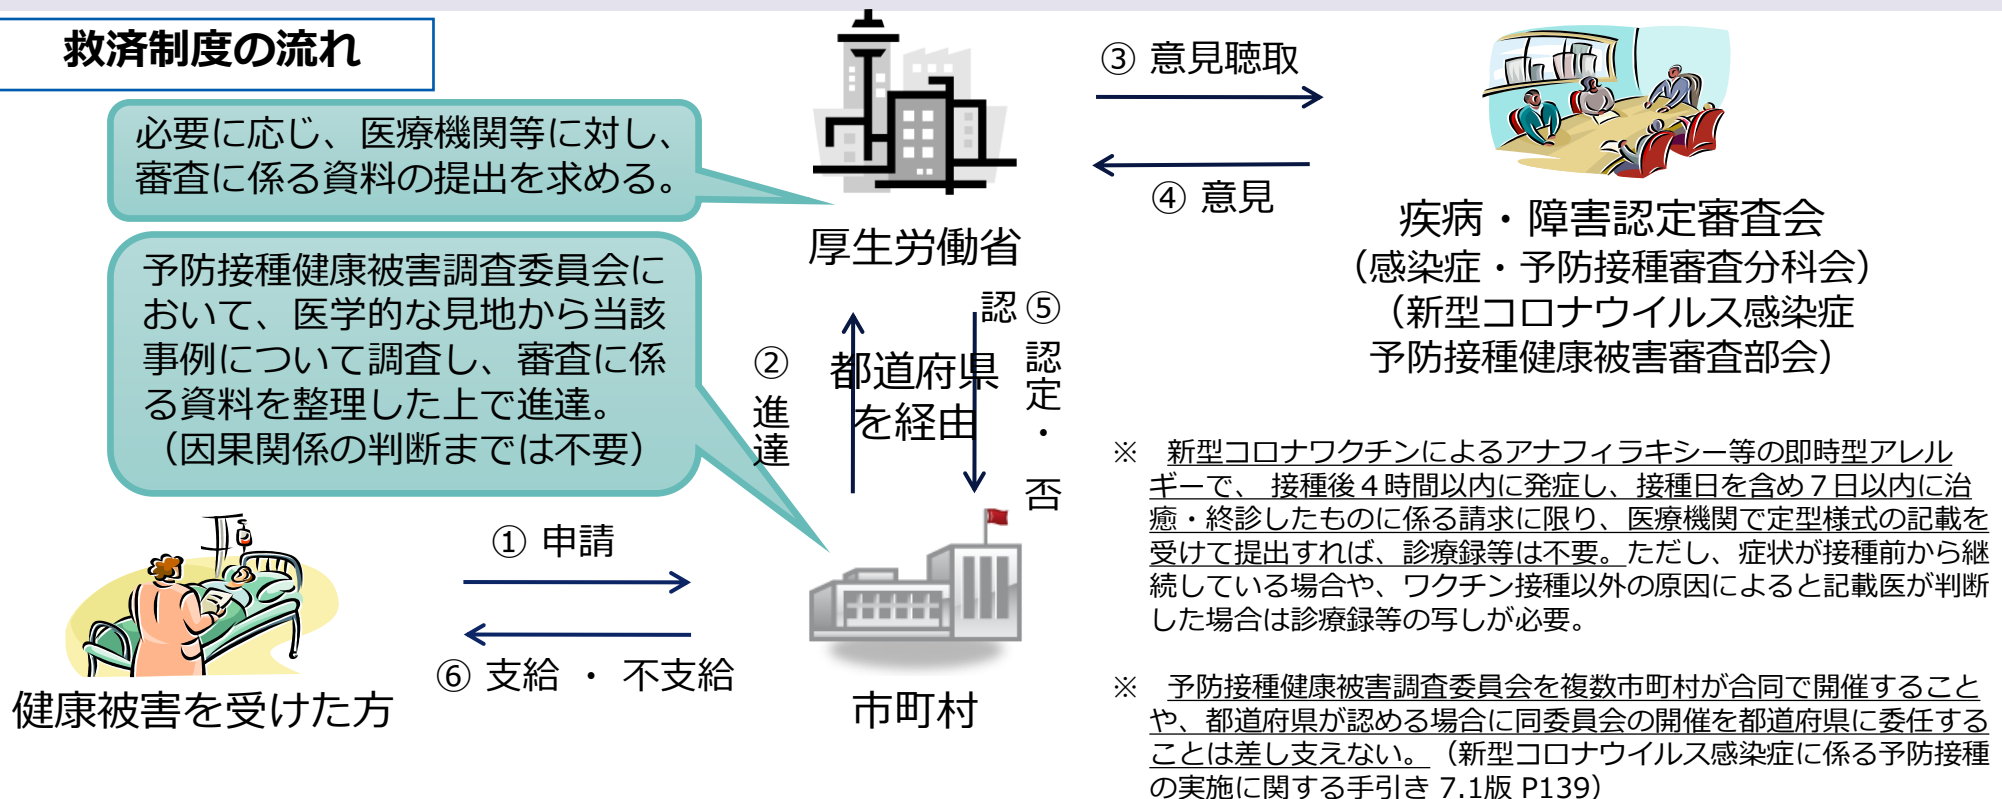 救済制度の流れ
必要に応じ、医療機関等に対し、
審査に係る資料の提出を求める。
予防接種健康被害調査委員会に
おいて、医学的な見地から当該
事例について調査し、審査に係
る資料を整理した上で進達。
（因果関係の判断までは不要）
厚生労働省
③ 意見聴取
④ 意見
疾病・障害認定審査会
（感染症・予防接種審査分科会）
（新型コロナウイルス感染症
予防接種健康被害審査部会）
② 進達
都道府県
を経由
⑤ 認定・否
認
① 申請
⑥ 支給 ・ 不支給
健康被害を受けた方
市町村
※ 新型コロナワクチンによるアナフィラキシー等の即時型アレル
ギーで、 接種後４時間以内に発症し、接種日を含め７日以内に治
癒・終診したものに係る請求に限り、医療機関で定型様式の記載を
受けて提出すれば、診療録等は不要。ただし、症状が接種前から継
続している場合や、ワクチン接種以外の原因によると記載医が判断
した場合は診療録等の写しが必要。
※ 予防接種健康被害調査委員会を複数市町村が合同で開催すること
や、都道府県が認める場合に同委員会の開催を都道府県に委任する
ことは差し支えない。（新型コロナウイルス感染症に係る予防接種
の実施に関する手引き 7.1版 P139）